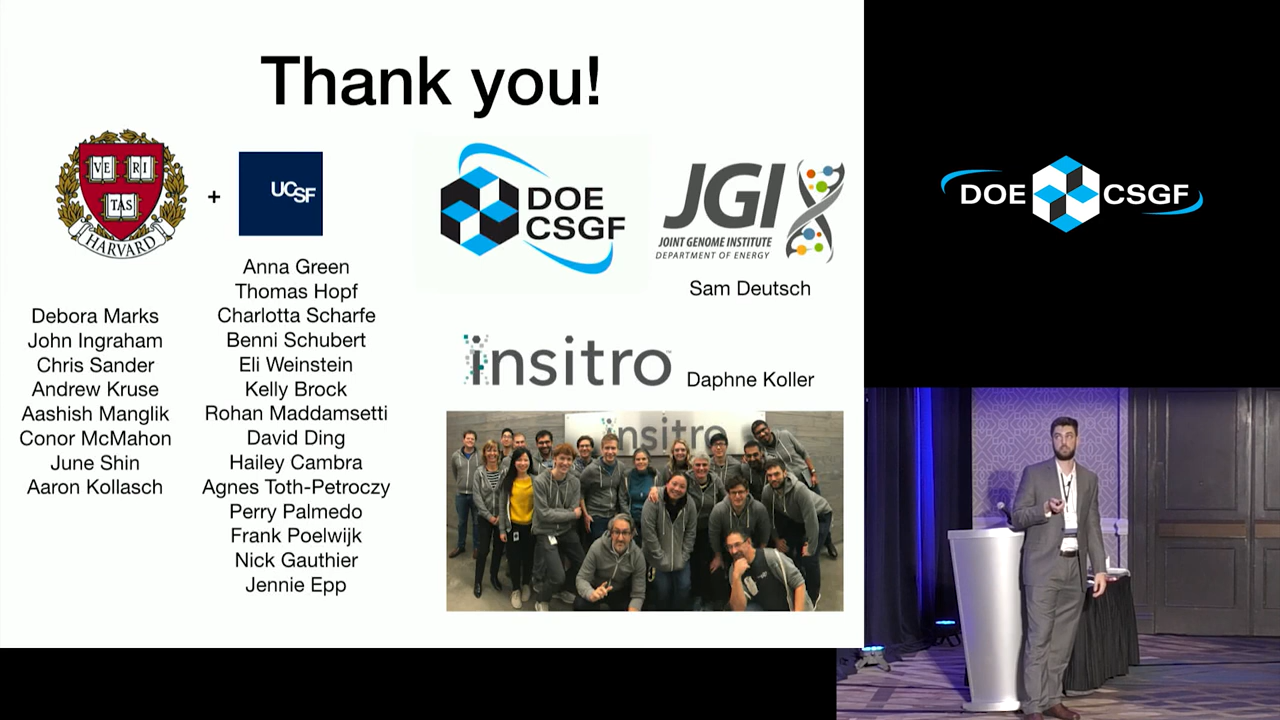 Thank you!
VE RI
TAS
HARVARD
+
UCSF
DOE
CSGF
JGI
JOINT GENOME INSTITUTE
DEPARTMENT OF ENERGY
Sam Deutsch
Debora Marks
John Ingraham
Chris Sander
Andrew Kruse
Aashish Manglik
Conor McMahon
June Shin
Aaron Kollasch
Anna Green
Thomas Hopf
Charlotta Scharfe
Benni Schubert
Eli Weinstein
Kelly Brock
Rohan Maddamsetti
David Ding
Hailey Cambra
Agnes Toth-Petroczy
Perry Palmedo
Frank Poelwijk
Nick Gauthier
Jennie Epp
insitro
Daphne Koller
insitro
DOE CSGF